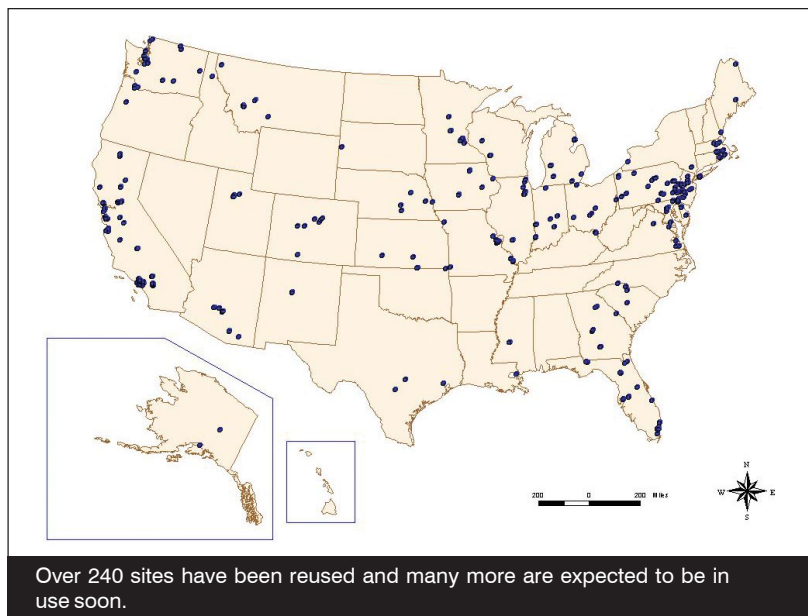 N
W E
S
200 0 200 Miles
Over 240 sites have been reused and many more are expected to be in
use soon.